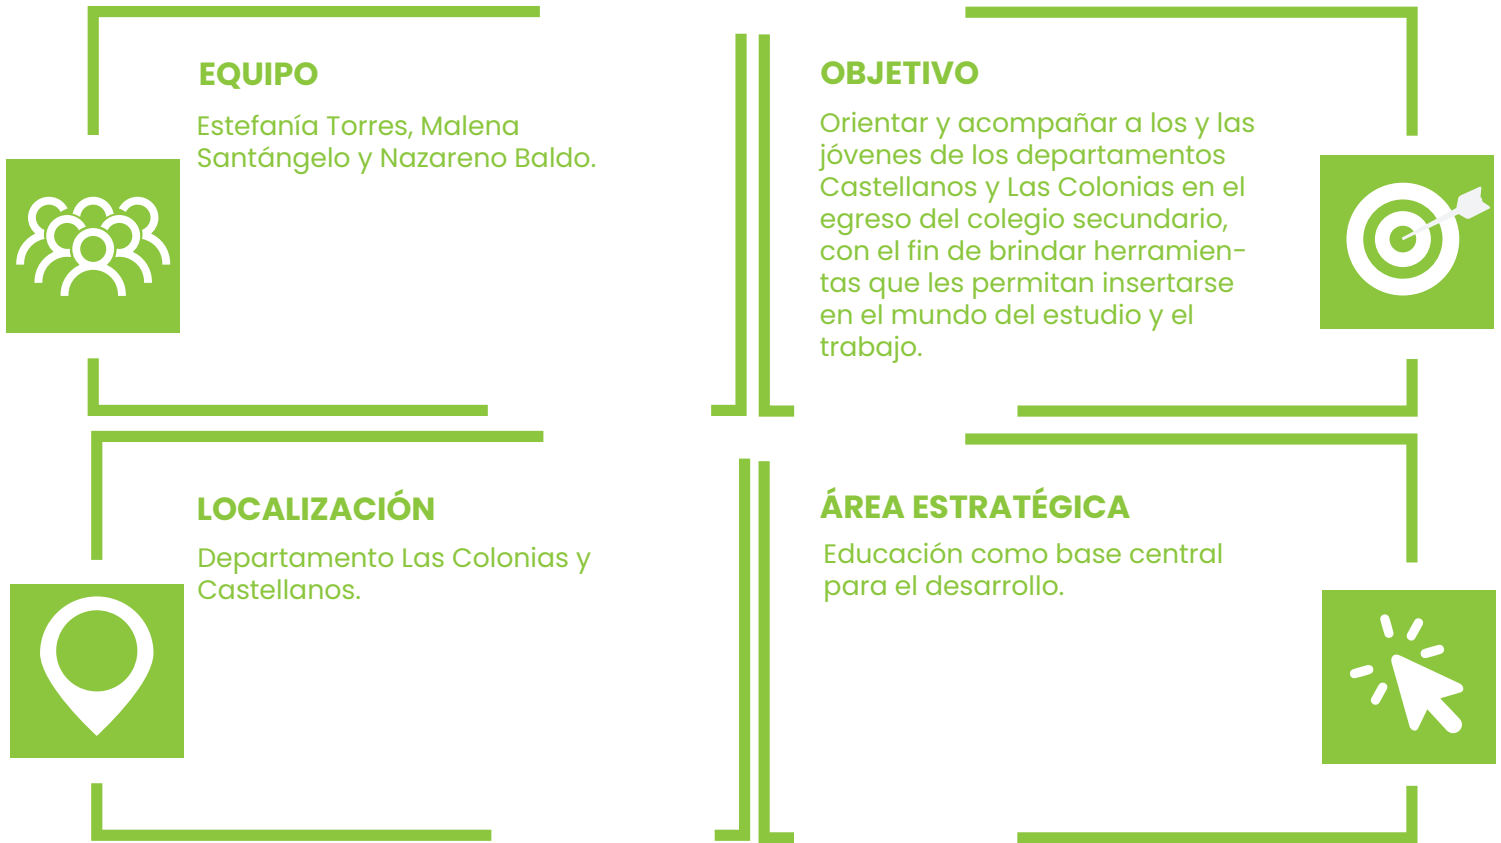 EQUIPO
Estefanía Torres, Malena
Santángelo y Nazareno Baldo.
OBJETIVO
Orientar y acompañar a los y las
jóvenes de los departamentos
Castellanos y Las Colonias en el
egreso del colegio secundario,
con el fin de brindar herramien-
tas que les permitan insertarse
en el mundo del estudio y el
trabajo.
LOCALIZACIÓN
Departamento Las Colonias y
Castellanos.
ÁREA ESTRATÉGICA
Educación como base central
para el desarrollo.